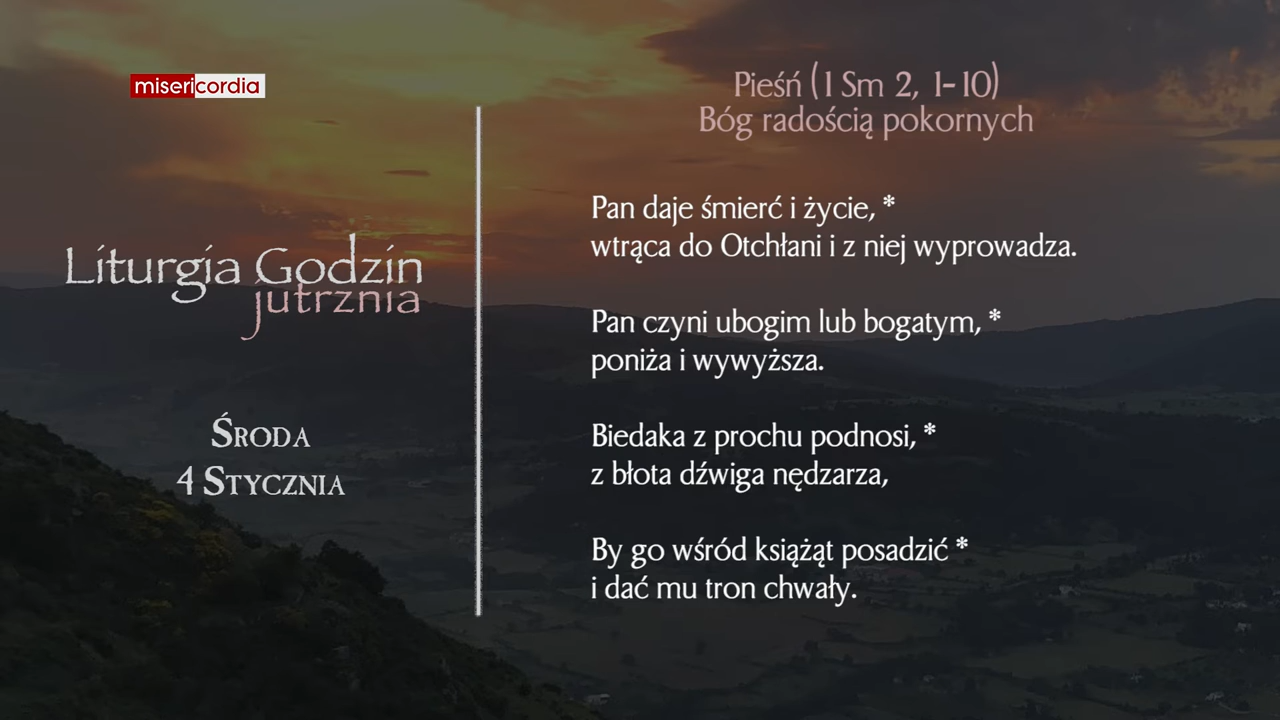 misericordia
Liturgia Godzin
jutrznia
Środa
4 Stycznia
Pieśń (1 Sm 2, 1-10)
Bóg radością pokornych
Pan daje śmierć i życie, *
wtrąca do Otchłani i z niej wyprowadza.
Pan czyni ubogim lub bogatym, *
poniża i wywyższa.
Biedaka z prochu podnosi, *
z błota dźwiga nędzarza,
By go wśród książąt posadzić *
i dać mu tron chwały.